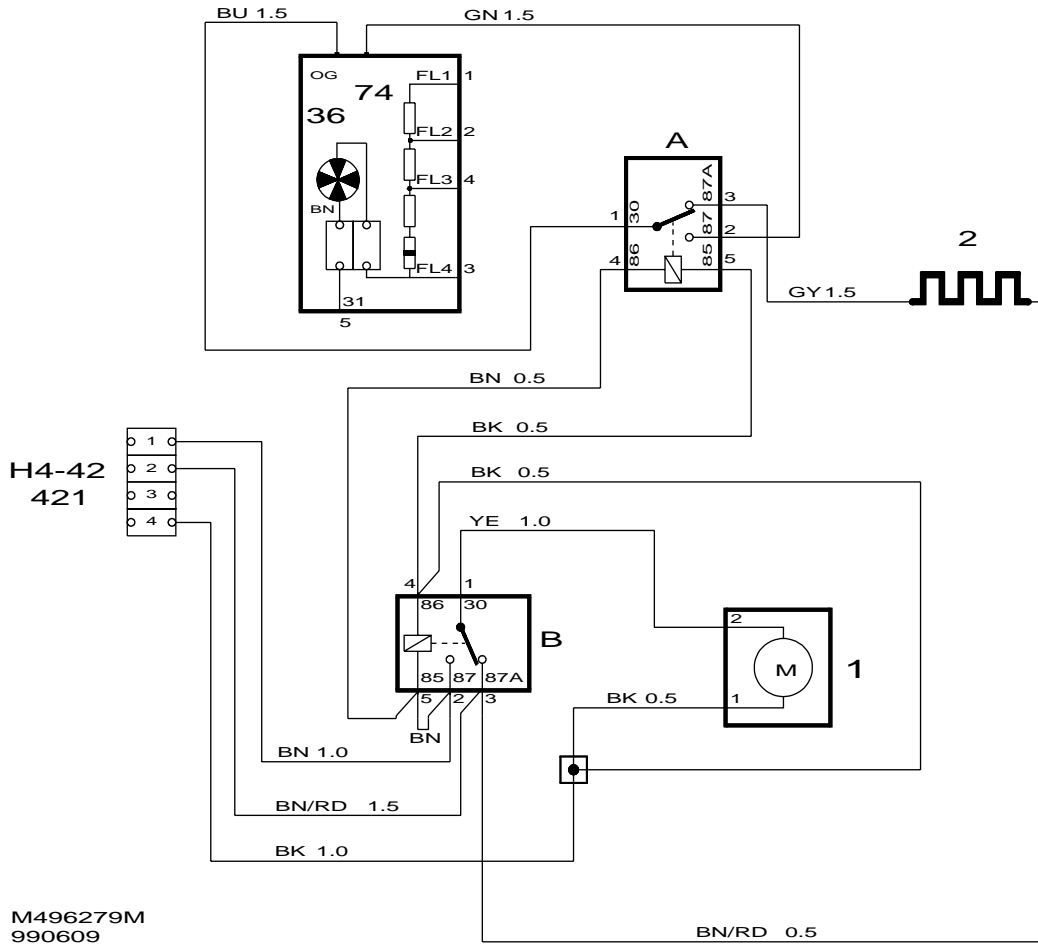 BU 1.5
GN 1.5
OG
74
FL1 1
36
FL2 2
FL3 4
BN
FL4 3
31
5
A
1
30
87A
3
87
2
4
86
85
5
2
GY 1.5
BN 0.5
BK 0.5
H4-42
421
1
2
3
4
BK 0.5
YE 1.0
4
1
86
30
B
85
87
87A
5
2
3
BN
2
M
1
1
BK 0.5
BN 1.0
BN/RD 1.5
BK 1.0
M496279M
990609
BN/RD 0.5